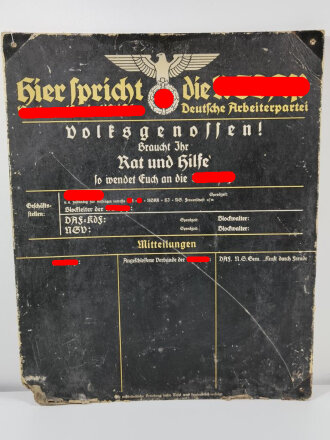 Hier spricht die
Deutsche Arbeiterpartei
Volksgenossen!
Braucht Ihr
Rat und Hilfe
so wendet Euch an die
Geschäfts-
stellen:
Blockleiter der
Sprechzeit:
DAF.-KdF: Sprechzeit: Blockwalter:
NSV: Sprechzeit: Blockwalter:
Mitteilungen
Angeschlossene Verbände der
DAF. N.S. Gem. Kraft durch Freude